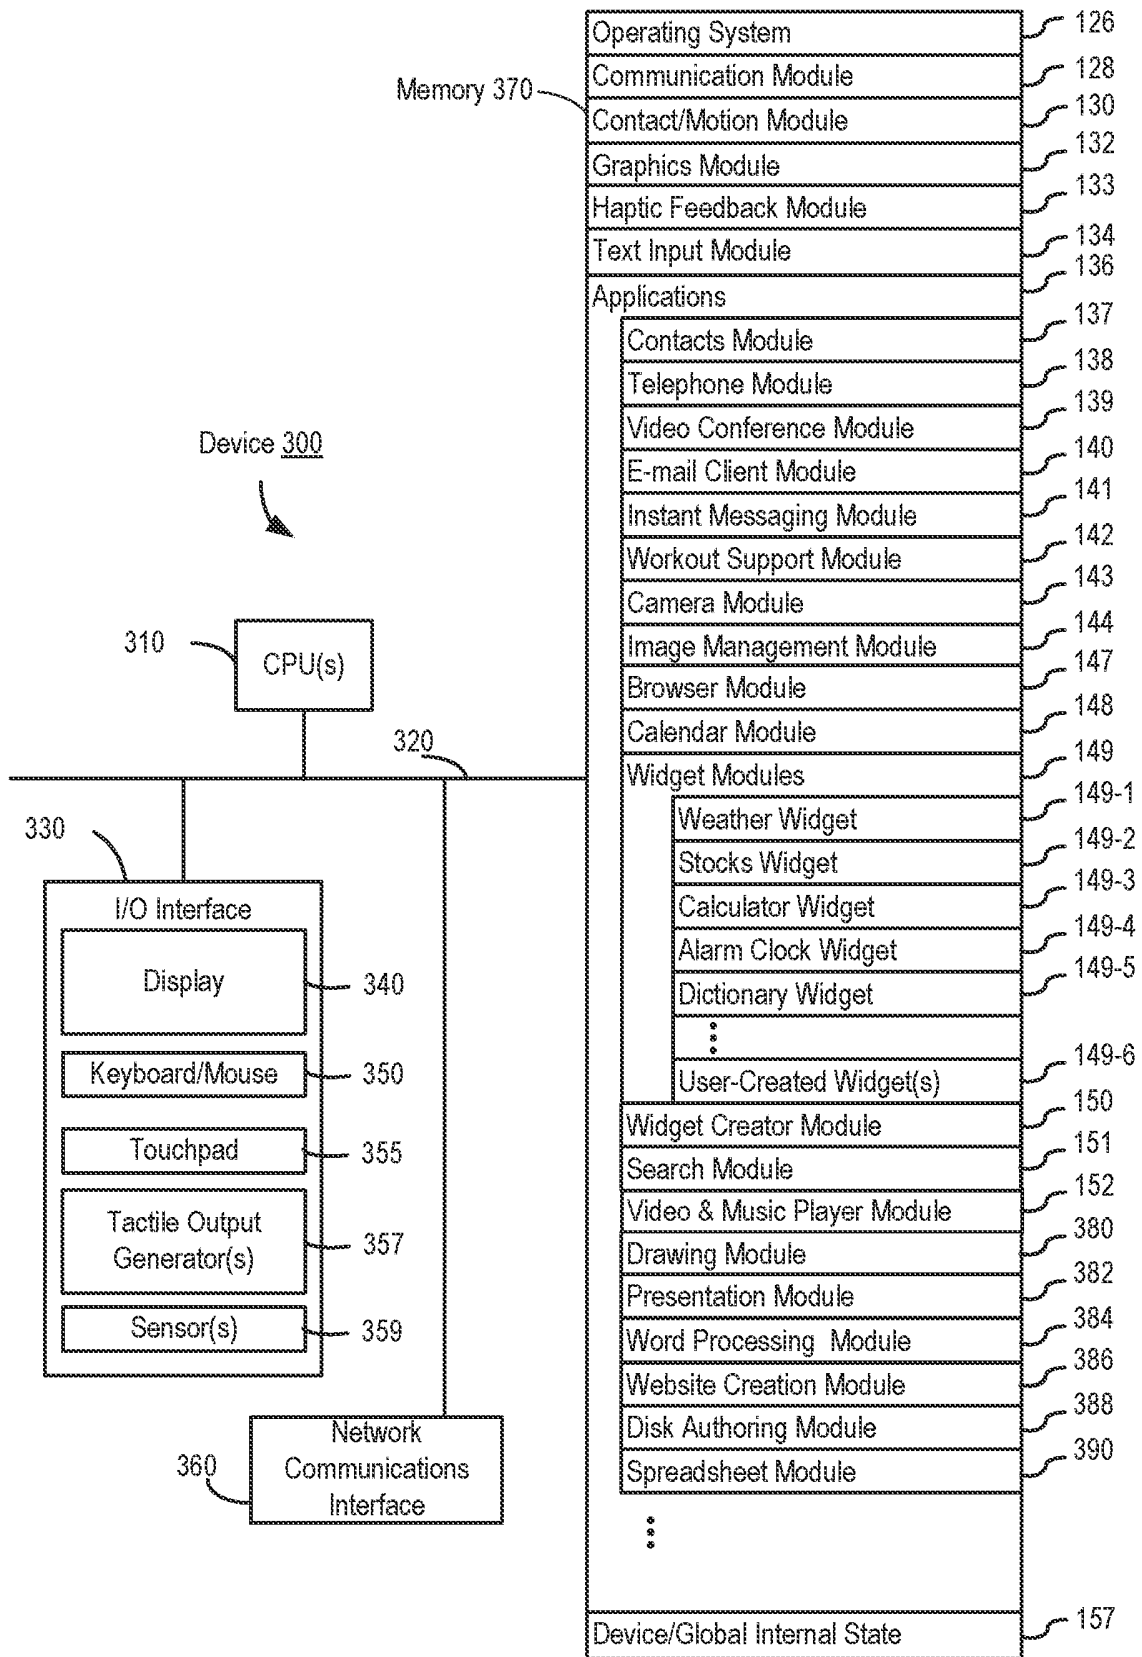 Memory 370
Operating System 126
Communication Module 128
Contact/Motion Module 130
Graphics Module 132
Haptic Feedback Module 133
Text Input Module 134
Applications 136
Contacts Module 137
Telephone Module 138
Video Conference Module 139
E-mail Client Module 140
Instant Messaging Module 141
Workout Support Module 142
Camera Module 143
Image Management Module 144
Browser Module 147
Calendar Module 148
Widget Modules 149
Weather Widget 149-1
Stocks Widget 149-2
Calculator Widget 149-3
Alarm Clock Widget 149-4
Dictionary Widget 149-5
User-Created Widget(s) 149-6
Widget Creator Module 150
Search Module 151
Video & Music Player Module 152
Drawing Module 380
Presentation Module 382
Word Processing Module 384
Website Creation Module 386
Disk Authoring Module 388
Spreadsheet Module 390
Device/Global Internal State 157
Device 300
310
CPU(s)
320
330
I/O Interface
Display 340
Keyboard/Mouse 350
Touchpad 355
Tactile Output
Generator(s) 357
Sensor(s) 359
360
Network
Communications
Interface